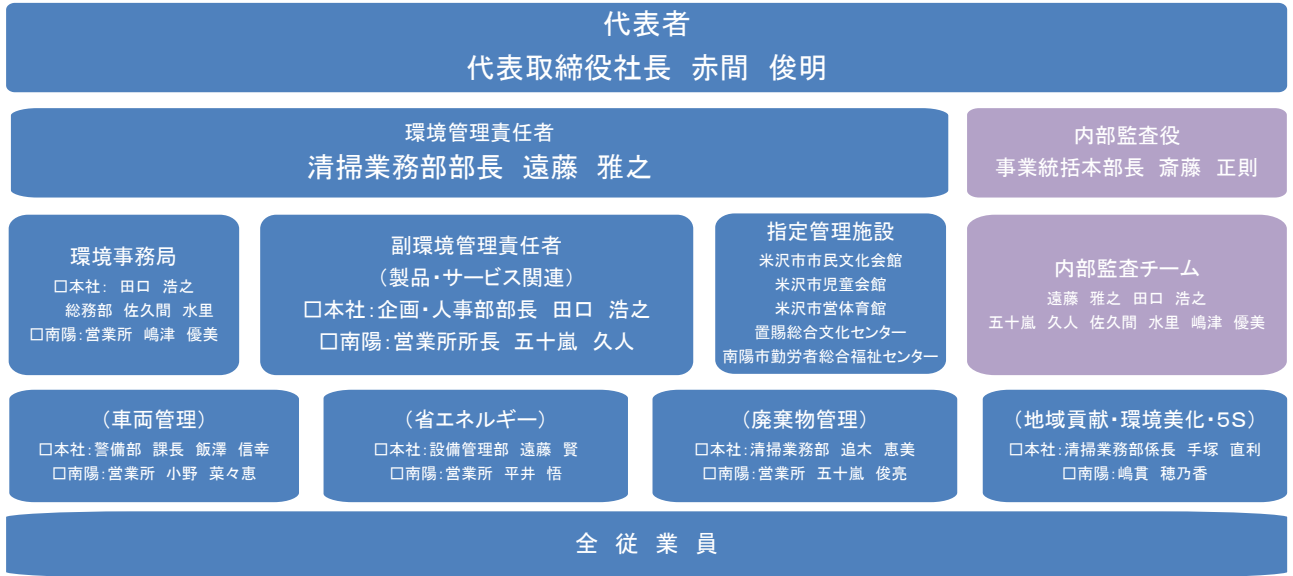 代表者
代表取締役社長 赤間 俊明
環境管理責任者
清掃業務部部長 遠藤 雅之
内部監査役
事業統括本部長 斎藤 正則
環境事務局
□本社: 田口 浩之
総務部 佐久間 水里
□南陽:営業所 嶋津 優美
副環境管理責任者
(製品・サービス関連)
□本社:企画・人事部部長 田口 浩之
□南陽:営業所所長 五十嵐 久人
指定管理施設
米沢市市民文化会館
米沢市児童会館
米沢市営体育館
置賜総合文化センター
南陽市勤労者総合福祉センター
内部監査チーム
遠藤 雅之 田口 浩之
五十嵐 久人 佐久間 水里 嶋津 優美
(車両管理)
□本社:警備部 課長 飯澤 信幸
□南陽:営業所 小野 菜々恵
(省エネルギー)
□本社:設備管理部 遠藤 賢
□南陽:営業所 平井 悟
(廃棄物管理)
□本社:清掃業務部 追木 恵美
□南陽:営業所 五十嵐 俊亮
(地域貢献・環境美化・5S)
□本社:清掃業務部係長 手塚 直利
□南陽:嶋貫 穂乃香
全 従 業 員